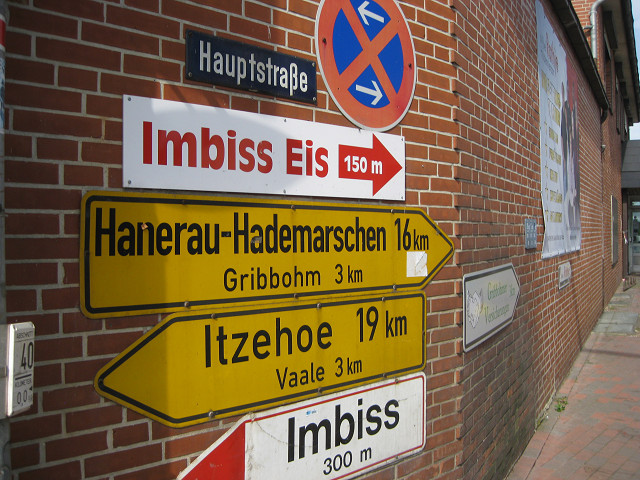 Hauptstraße
Imbiss Eis 150 m
Hanerau-Hademarschen 16 km
Gribbohm 3 km
Itzehoe 19 km
Vaale 3 km
Imbiss
300 m
40